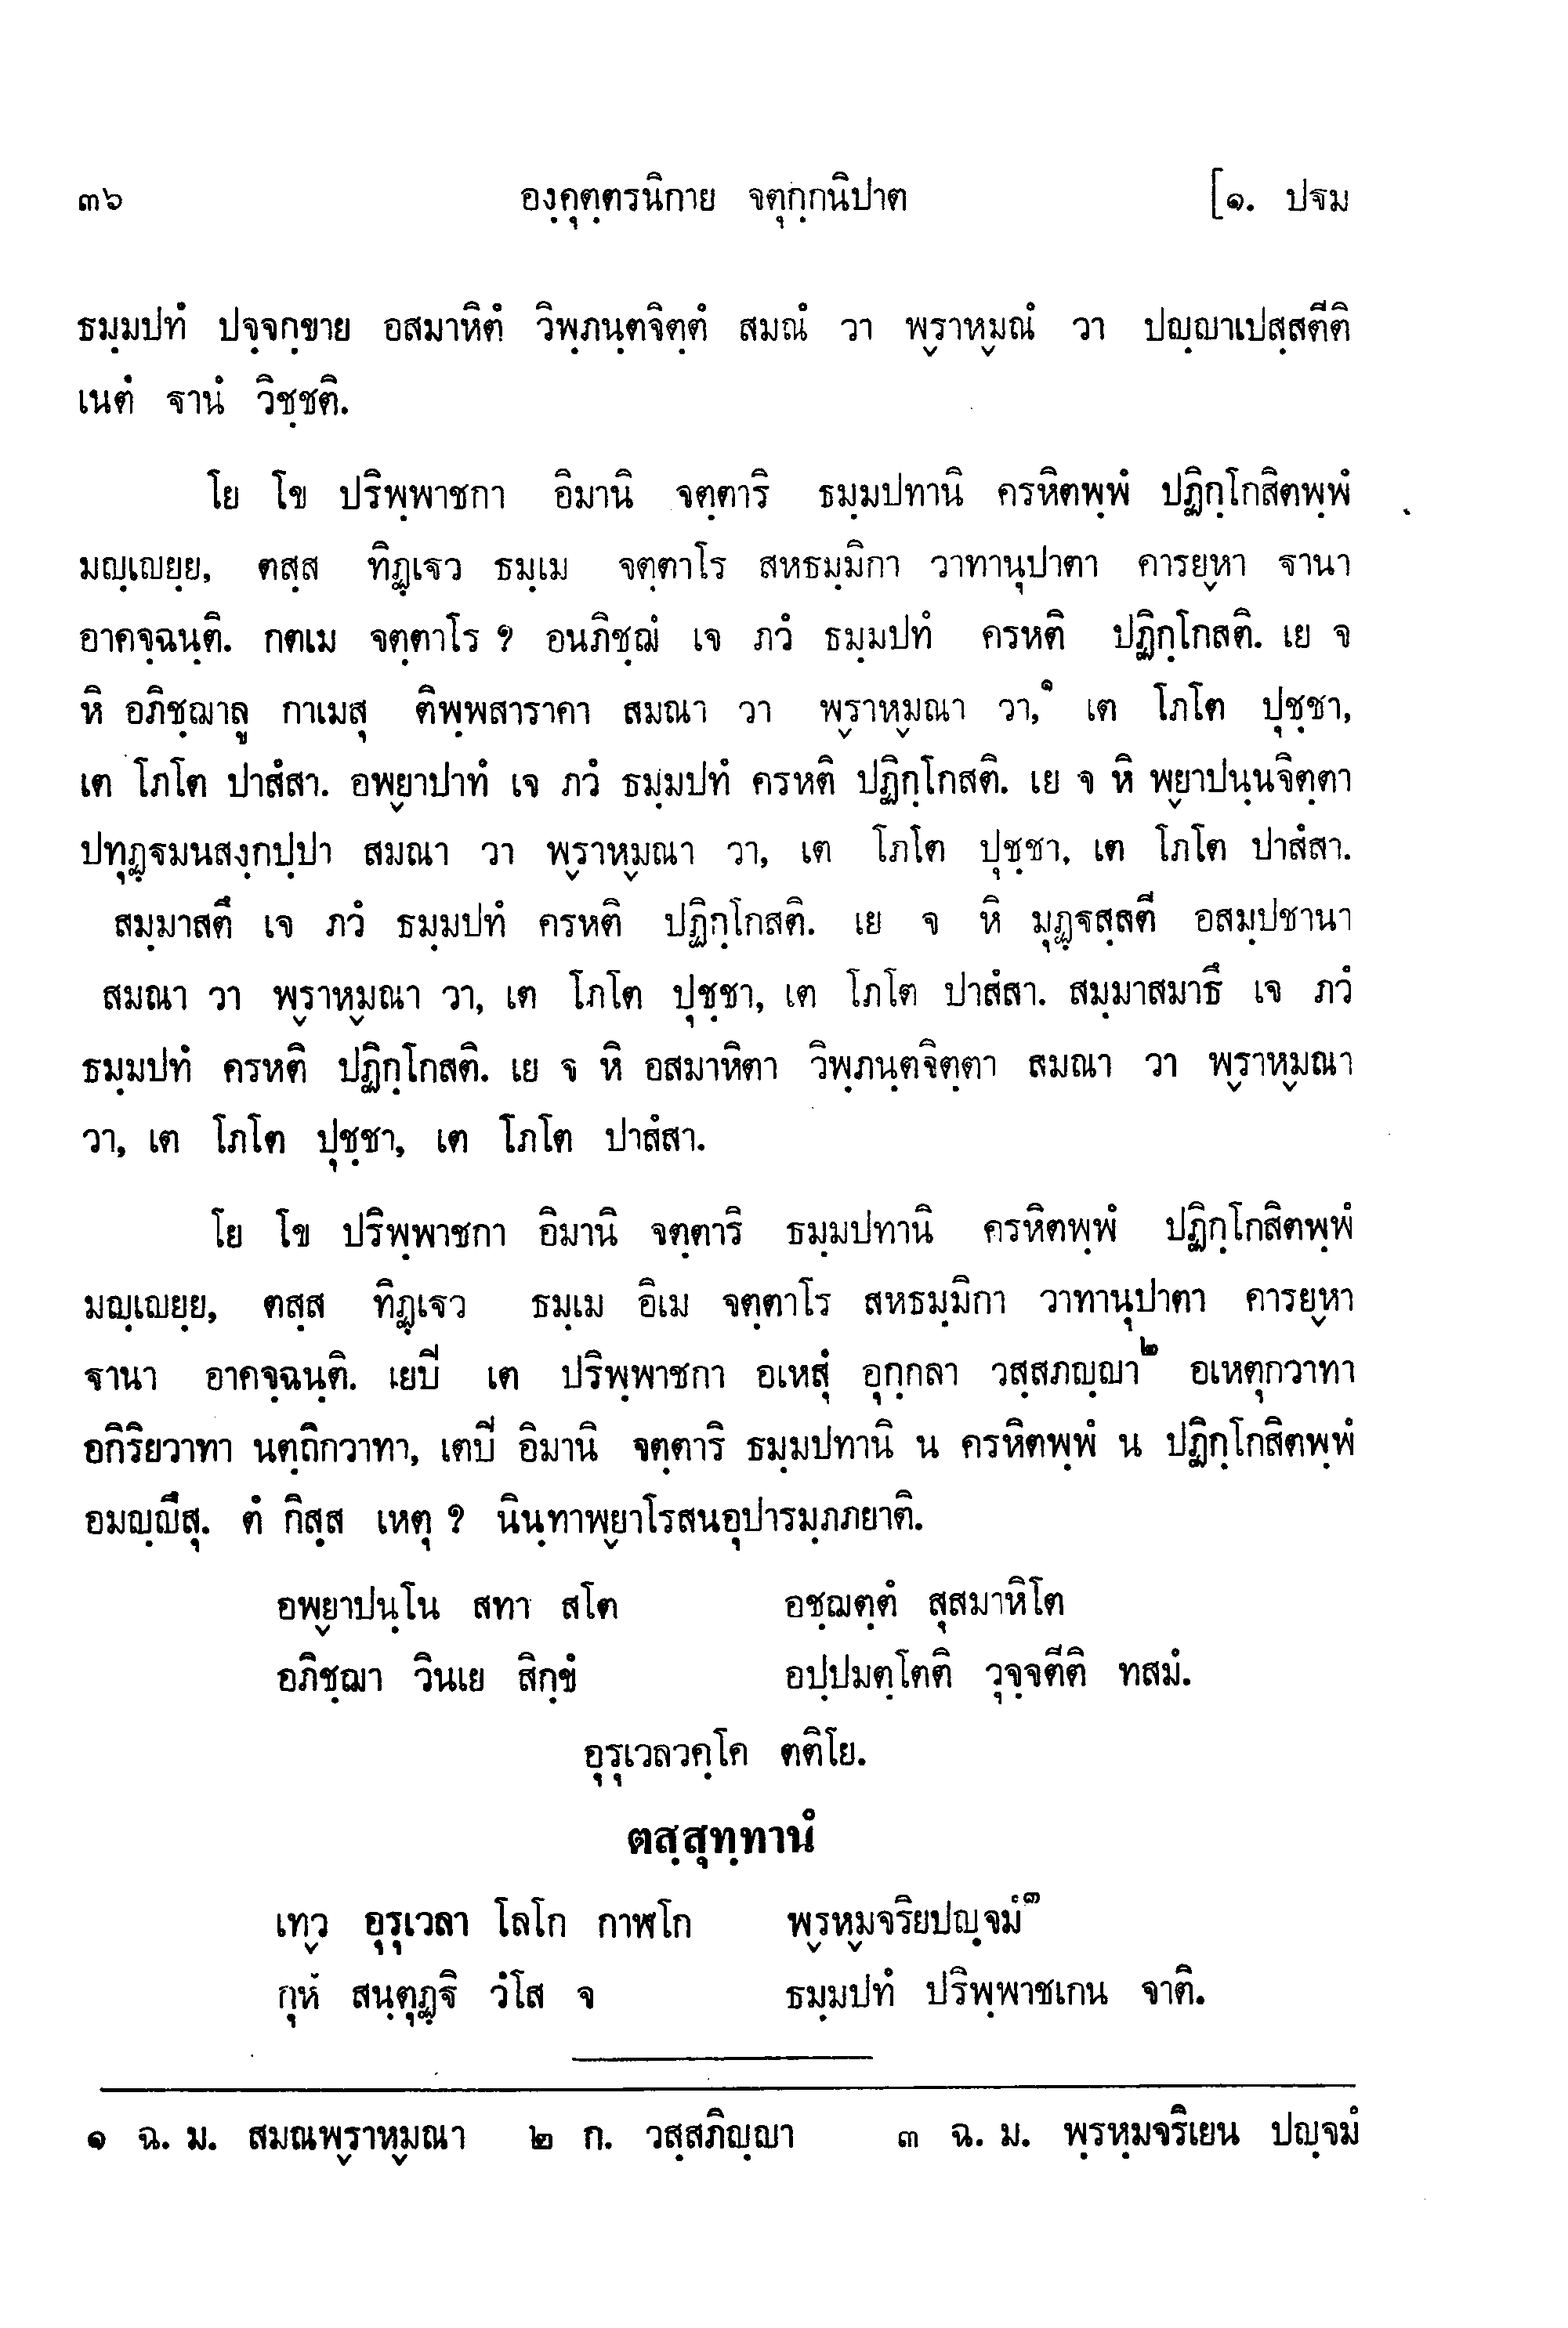 ๓๖ องฺคุตฺตรนิกาย จตุกฺกนิปาต [๑. ปฐม
ธมฺมปทํ ปจฺจกฺขาย อสมาหิตํ วิพฺภนฺตจิตฺตํ สมณํ วา พฺราหฺมณํ วา ปญฺญาเปสฺสตีติ
เนตํ ฐานํ วิชฺชติ.
โย โข ปริพฺพาชกา อิมานิ จตฺตาริ ธมฺมปทานิ ครหิตพฺพํ ปฏิกฺโกสิตพฺพํ
มญฺเญยฺย, ตสฺส ทิฏฺเฐว ธมฺเม จตฺตาโร สหธมฺมิกา วาทานุปาตา คารยฺหา ฐานา
อาคจฺฉนฺติ. กตเม จตฺตาโร ? อนภิชฺฌํ เจ ภวํ ธมฺมปทํ ครหติ ปฏิกฺโกสติ. เย จ
หิ อภิชฺฌาลู กาเมสุ ติพฺพสาราคา สมณา วา พฺราหฺมณา วา,๑ เต โภโต ปุชฺชา,
เต โภโต ปาสํสา. อพฺยาปาทํ เจ ภวํ ธมฺมปทํ ครหติ ปฏิกฺโกสติ. เย จ หิ พฺยาปนฺนจิตฺตา
ปทุฏฺฐมนสงฺกปฺปา สมณา วา พฺราหฺมณา วา, เต โภโต ปุชฺชา, เต โภโต ปาสํสา.
สมฺมาสตึ เจ ภวํ ธมฺมปทํ ครหติ ปฏิกฺโกสติ. เย จ หิ มุฏฺฐสฺสตี อสมฺปชานา
สมณา วา พฺราหฺมณา วา, เต โภโต ปุชฺชา, เต โภโต ปาสํสา. สมฺมาสมาธึ เจ ภวํ
ธมฺมปทํ ครหติ ปฏิกฺโกสติ. เย จ หิ อสมาหิตา วิพฺภนฺตจิตฺตา สมณา วา พฺราหฺมณา
วา, เต โภโต ปุชฺชา, เต โภโต ปาสํสา.
โย โข ปริพฺพาชกา อิมานิ จตฺตาริ ธมฺมปทานิ ครหิตพฺพํ ปฏิกฺโกสิตพฺพํ
มญฺเญยฺย, ตสฺส ทิฏฺเฐว ธมฺเม อิเม จตฺตาโร สหธมฺมิกา วาทานุปาตา คารยฺหา
ฐานา อาคจฺฉนฺติ. เยปี เต ปริพฺพาชกา อเหสุํ อุกฺกลา วสฺสภญฺญา๒ อเหตุกวาทา
อกิริยวาทา นตฺถิกวาทา, เตปี อิมานิ จตฺตาริ ธมฺมปทานิ น ครหิตพฺพํ น ปฏิกฺโกสิตพฺพํ
อมญฺญึสุ. ตํ กิสฺส เหตุ ? นินฺทาพฺยาโรสนอุปารมฺภภยาติ.
อพฺยาปนฺโน สทา สโต อชฺฌตฺตํ สุสมาหิโต
อภิชฺฌา วินเย สิกฺขํ อปฺปมตฺโตติ วุจฺจตีติ ทสมํ.
อุรุเวลวคฺโค ตติโย.
ตสฺสุทฺทานํ
เทฺว อุรุเวลา โลโก กาฬโก พฺรหฺมจริยปญฺจมํ๓
กุหํ สนฺตุฏฺฐิ วํโส จ ธมฺมปทํ ปริพฺพาชเกน จาติ.
๑ ฉ. ม. สมณพฺราหฺมณา ๒ ก. วสฺสภิญฺญา ๓ ฉ. ม. พฺรหฺมจริเยน ปญฺจมํ